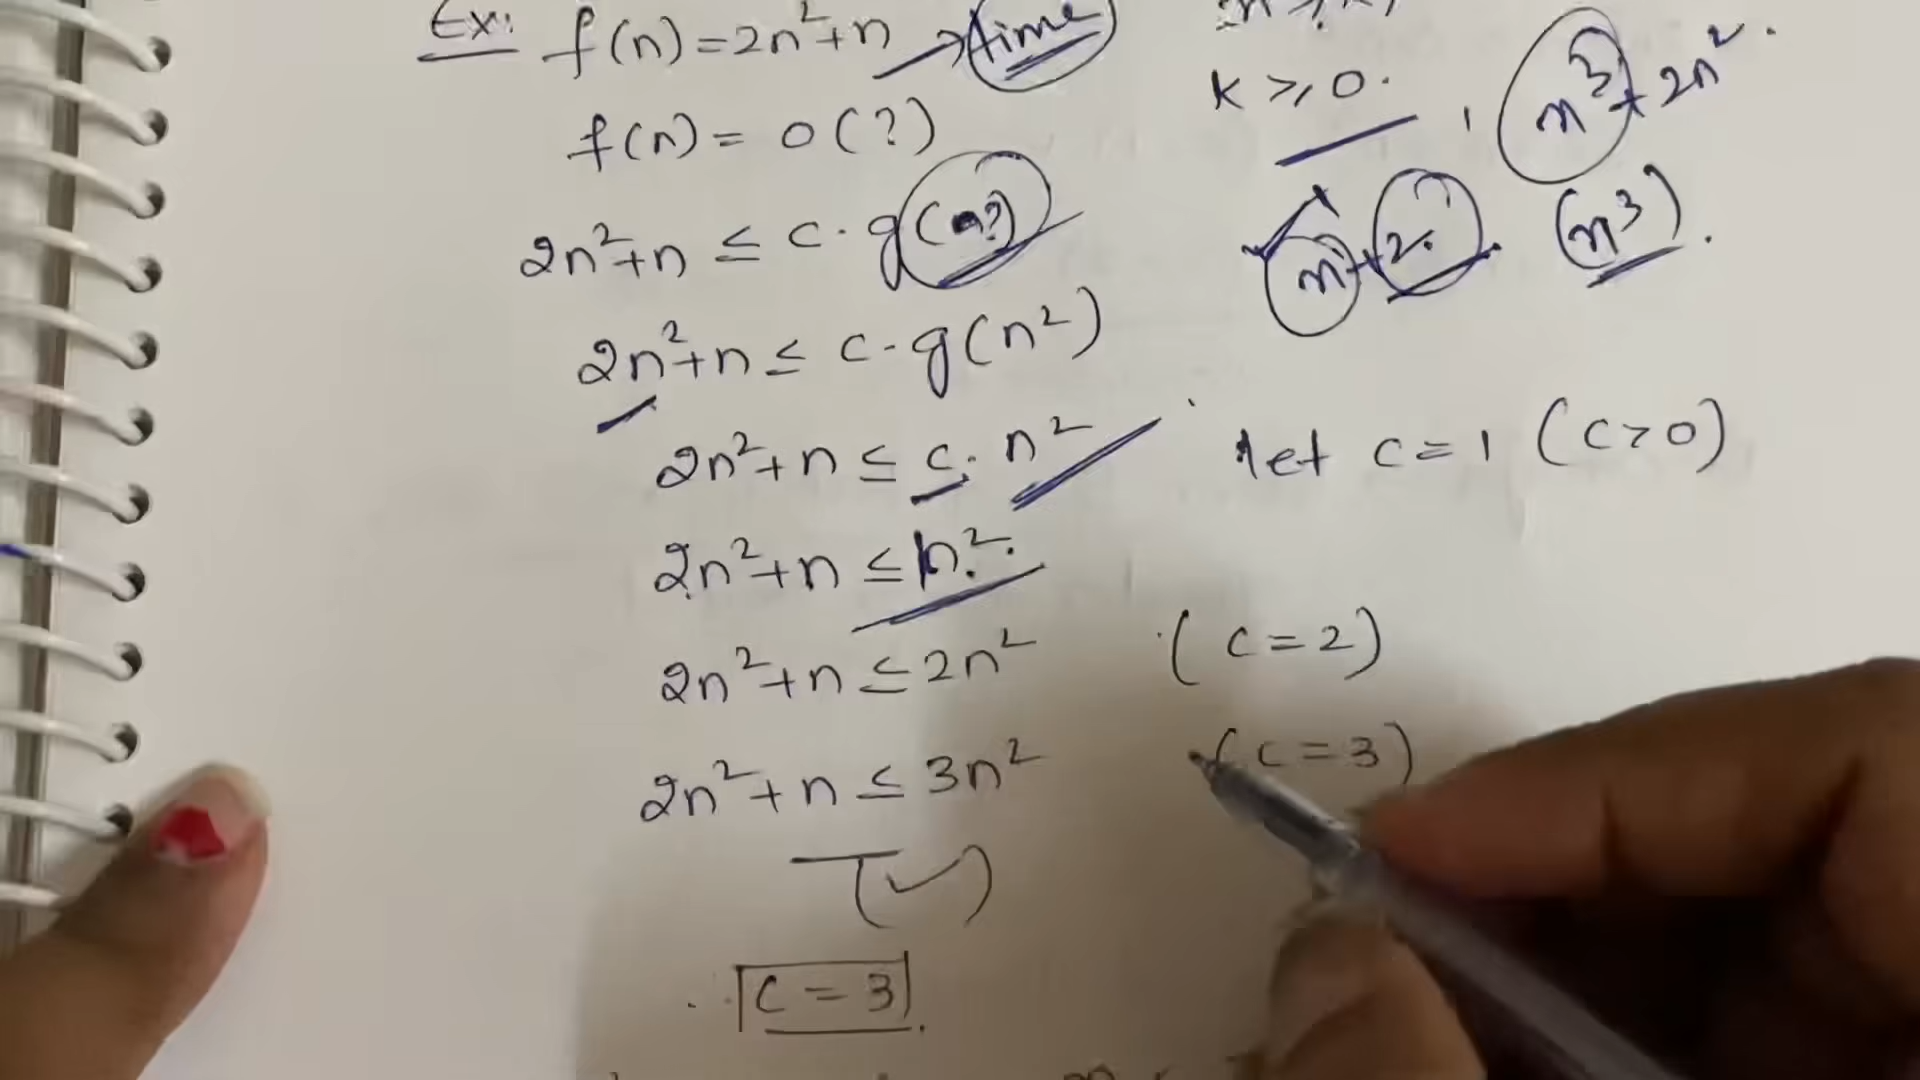 Ex: f(n) = 2n²+n → time
f(n) = O(?)
2n²+n ≤ c · g(n?)
2n²+n ≤ c · g(n²)
2n²+n ≤ c · n²
2n²+n ≤ n².
2n²+n ≤ 2n²
2n²+n ≤ 3n²
T(✓)
c = 3.
k ≥ 0.
n³ + 2n².
(n³).
let c = 1 (c > 0)
(c = 2)
(c = 3)